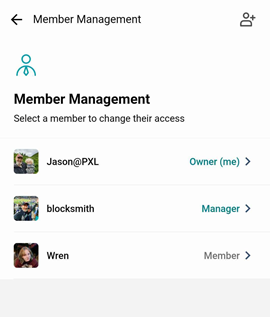 Member Management
Member Management
Select a member to change their access
Jason@PXL Owner (me)
blocksmith Manager
Wren Member